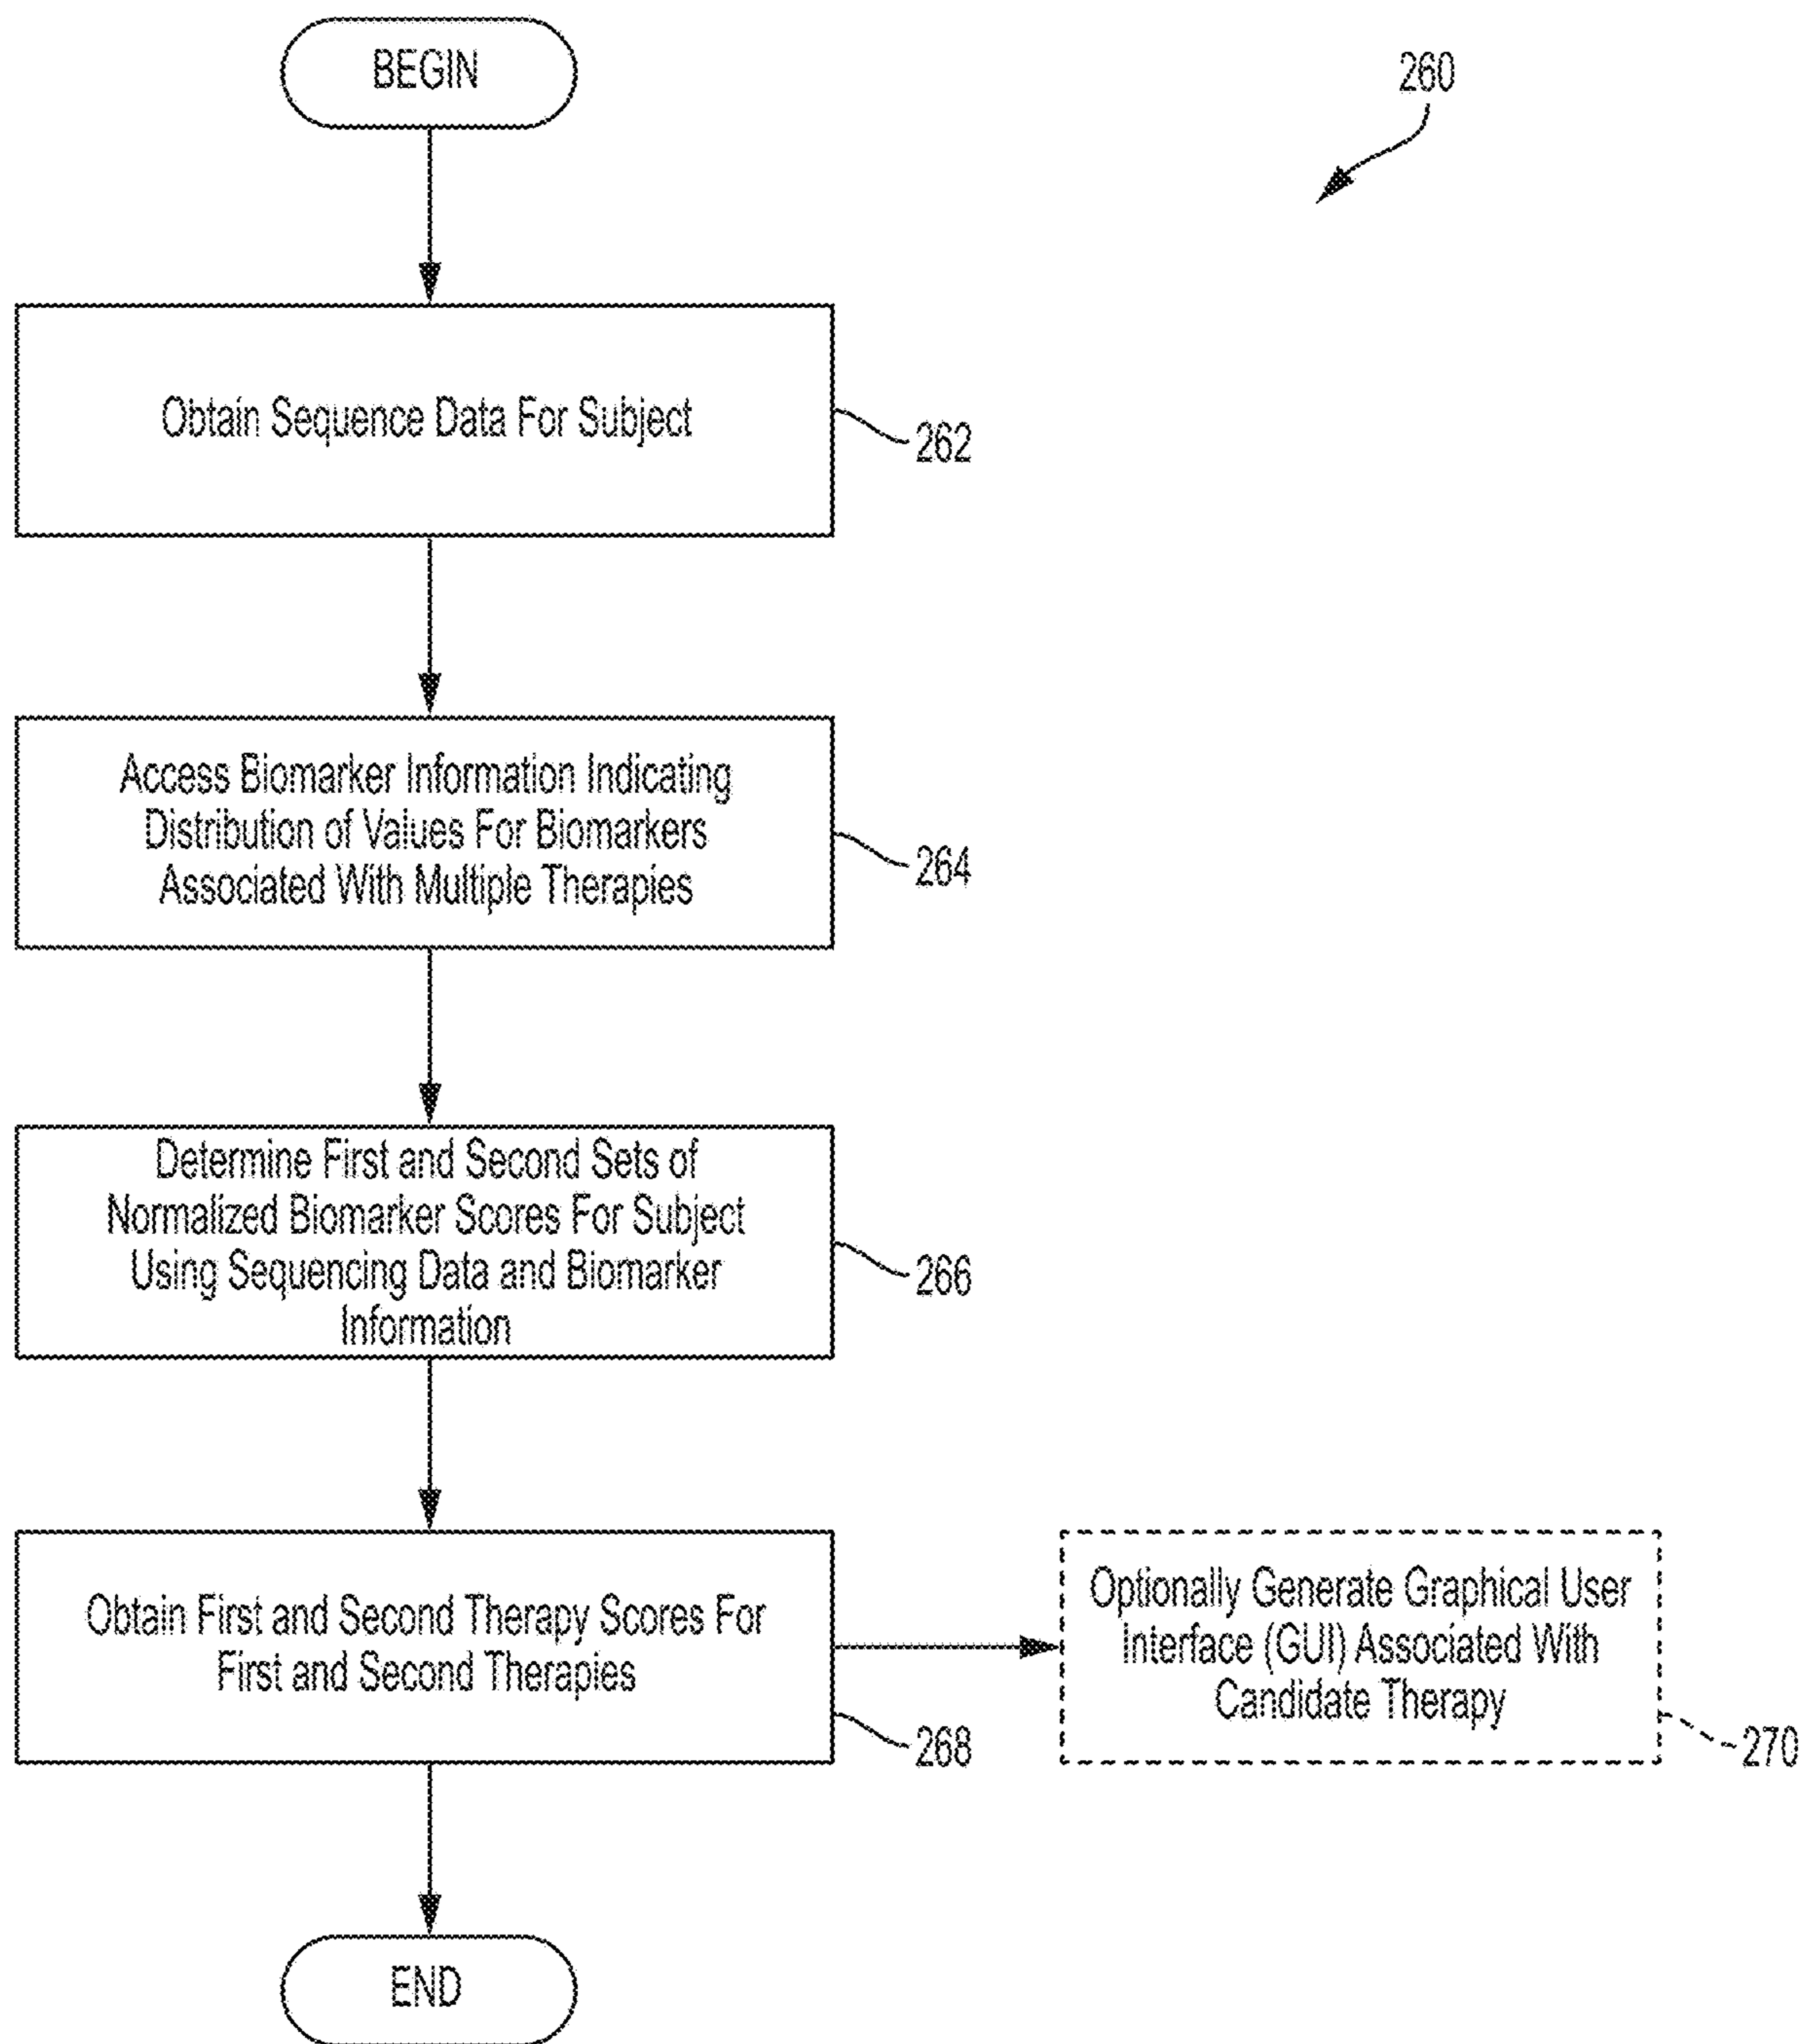 BEGIN
260
Obtain Sequence Data For Subject
262
Access Biomarker Information Indicating
Distribution of Values For Biomarkers
Associated With Multiple Therapies
264
Determine First and Second Sets of
Normalized Biomarker Scores For Subject
Using Sequencing Data and Biomarker
Information
266
Obtain First and Second Therapy Scores For
First and Second Therapies
268
Optionally Generate Graphical User
Interface (GUI) Associated With
Candidate Therapy
270
END